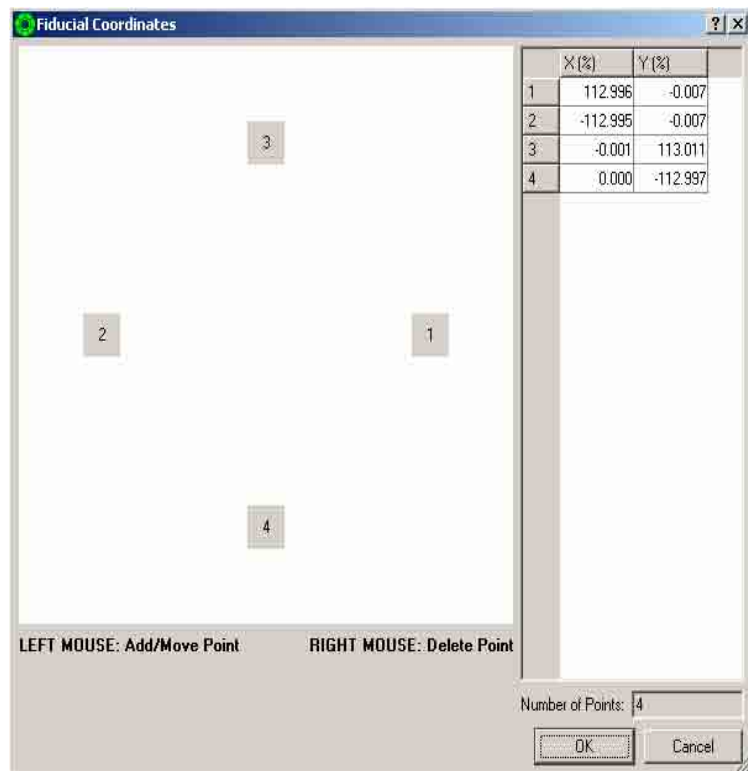 Fiducial Coordinates
X (%) Y (%)
1 112.996 -0.007
2 -112.995 -0.007
3 -0.001 113.011
4 0.000 -112.997
3
2 1
4
LEFT MOUSE: Add/Move Point RIGHT MOUSE: Delete Point
Number of Points: 4
OK Cancel